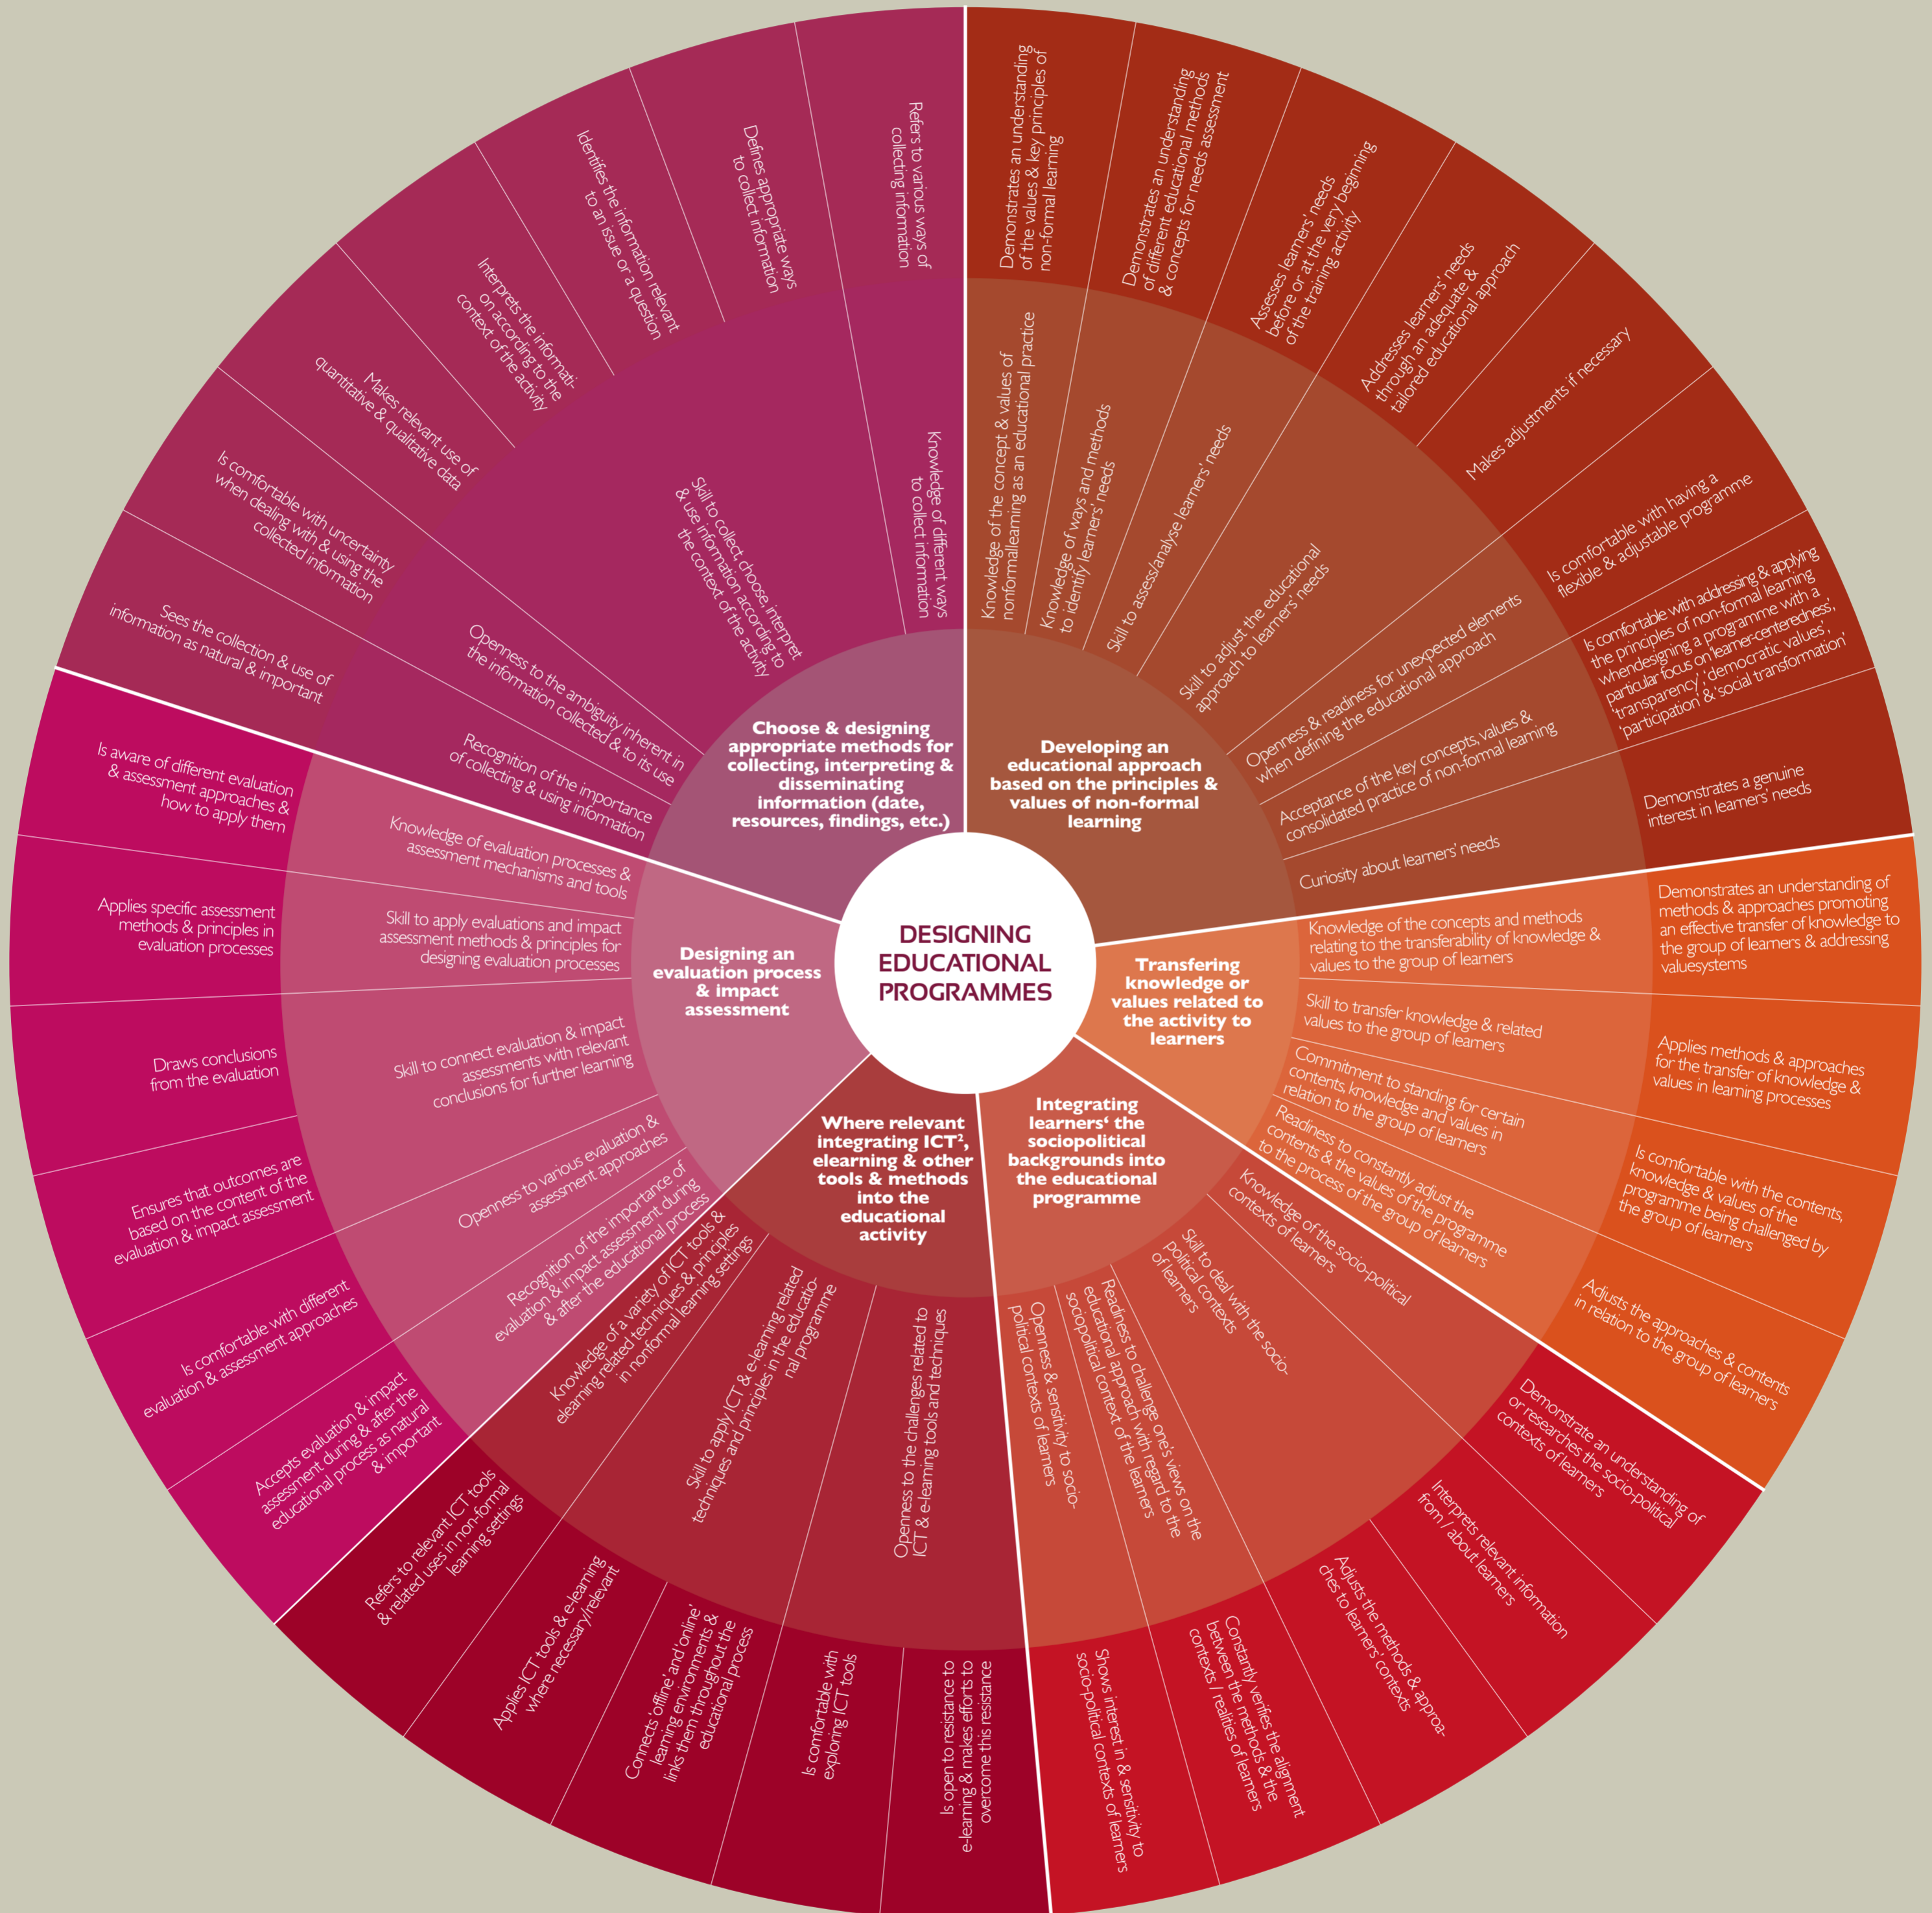 DESIGNING
EDUCATIONAL
PROGRAMMES
Developing an
educational approach
based on the principles &
values of non-formal
learning
Knowledge of the concept & values of
nonformallearning as an educational practice
Demonstrates an understanding
of the values & key principles of
non-formal learning
Knowledge of ways and methods
to identify learners' needs
Demonstrates an understanding
of different educational methods
& concepts for needs assessment
Skill to assess/analyse learners' needs
Assesses learners' needs
before or at the very beginning
of the training activity
Skill to adjust the educational
approach to learners' needs
Addresses learners' needs
through an adequate &
tailored educational approach
Makes adjustments if necessary
Openness & readiness for unexpected elements
when defining the educational approach
Is comfortable with having a
flexible & adjustable programme
Acceptance of the key concepts, values &
consolidated practice of non-formal learning
Is comfortable with addressing & applying
the principles of non-formal learning
whendesigning a programme with a
particular focus on'learner-centeredness',
'transparency', 'democratic values',
'participation' & 'social transformation'
Curiosity about learners' needs
Demonstrates a genuine
interest in learners' needs
Transfering
knowledge or
values related to
the activity to
learners
Knowledge of the concepts and methods
relating to the transferability of knowledge &
values to the group of learners
Demonstrates an understanding of
methods & approaches promoting
an effective transfer of knowledge to
the group of learners & addressing
valuesystems
Skill to transfer knowledge & related
values to the group of learners
Applies methods & approaches
for the transfer of knowledge &
values in learning processes
Commitment to standing for certain
contents, knowledge and values in
relation to the group of learners
Is comfortable with the contents,
knowledge & values of the
programme being challenged by
the group of learners
Readiness to constantly adjust the
contents & the values of the programme
to the process of the group of learners
Adjusts the approaches & contents
in relation to the group of learners
Integrating
learners‘ the
sociopolitical
backgrounds into
the educational
programme
Knowledge of the socio-political
contexts of learners
Demonstrate an understanding of
or researches the socio-political
contexts of learners
Skill to deal with the socio-
political contexts
of learners
Interprets relevant information
from / about learners
Adjusts the methods & approa-
ches to learners' contexts
Readiness to challenge one's views on the
educational approach with regard to the
sociopolitical context of the learners
Constantly verifies the alignment
between the methods & the
contexts / realities of learners
Openness & sensitivity to socio-
political contexts of learners
Shows interest in & sensitivity to
socio-political contexts of learners
Where relevant
integrating ICT²,
elearning & other
tools & methods
into the
educational
activity
Openness to the challenges related to
ICT & e-learning tools and techniques
Is open to resistance to
e-learning & makes efforts to
overcome this resistance
Is comfortable with
exploring ICT tools
Skill to apply ICT & e-learning related
techniques and principles in the educatio-
nal programme
Connects 'offline' and 'online'
learning environments &
links them throughout the
educational process
Applies ICT tools & e-learning
where necessary/relevant
Knowledge of a variety of ICT tools &
elearning related techniques & principles
in nonformal learning settings
Refers to relevant ICT tools
& related uses in non-formal
learning settings
Designing an
evaluation process
& impact
assessment
Recognition of the importance of
evaluation & impact assessment during
& after the educational process
Accepts evaluation & impact
assessment during & after the
educational process as natural
& important
Openness to various evaluation &
assessment approaches
Is comfortable with different
evaluation & assessment approaches
Skill to connect evaluation & impact
assessments with relevant
conclusions for further learning
Ensures that outcomes are
based on the content of the
evaluation & impact assessment
Draws conclusions
from the evaluation
Skill to apply evaluations and impact
assessment methods & principles for
designing evaluation processes
Applies specific assessment
methods & principles in
evaluation processes
Knowledge of evaluation processes &
assessment mechanisms and tools
Is aware of different evaluation
& assessment approaches &
how to apply them
Choose & designing
appropriate methods for
collecting, interpreting &
disseminating
information (date,
resources, findings, etc.)
Recognition of the importance
of collecting & using information
Sees the collection & use of
information as natural & important
Openness to the ambiguity inherent in
the information collected & to its use
Is comfortable with uncertainty
when dealing with & using the
collected information
Skill to collect, choose, interpret
& use information according to
the context of the activity
Makes relevant use of
quantitative & qualitative data
Interprets the informati-
on according to the
context of the activity
Identifies the information relevant
to an issue or a question
Defines appropriate ways
to collect information
Knowledge of different ways
to collect information
Refers to various ways of
collecting information